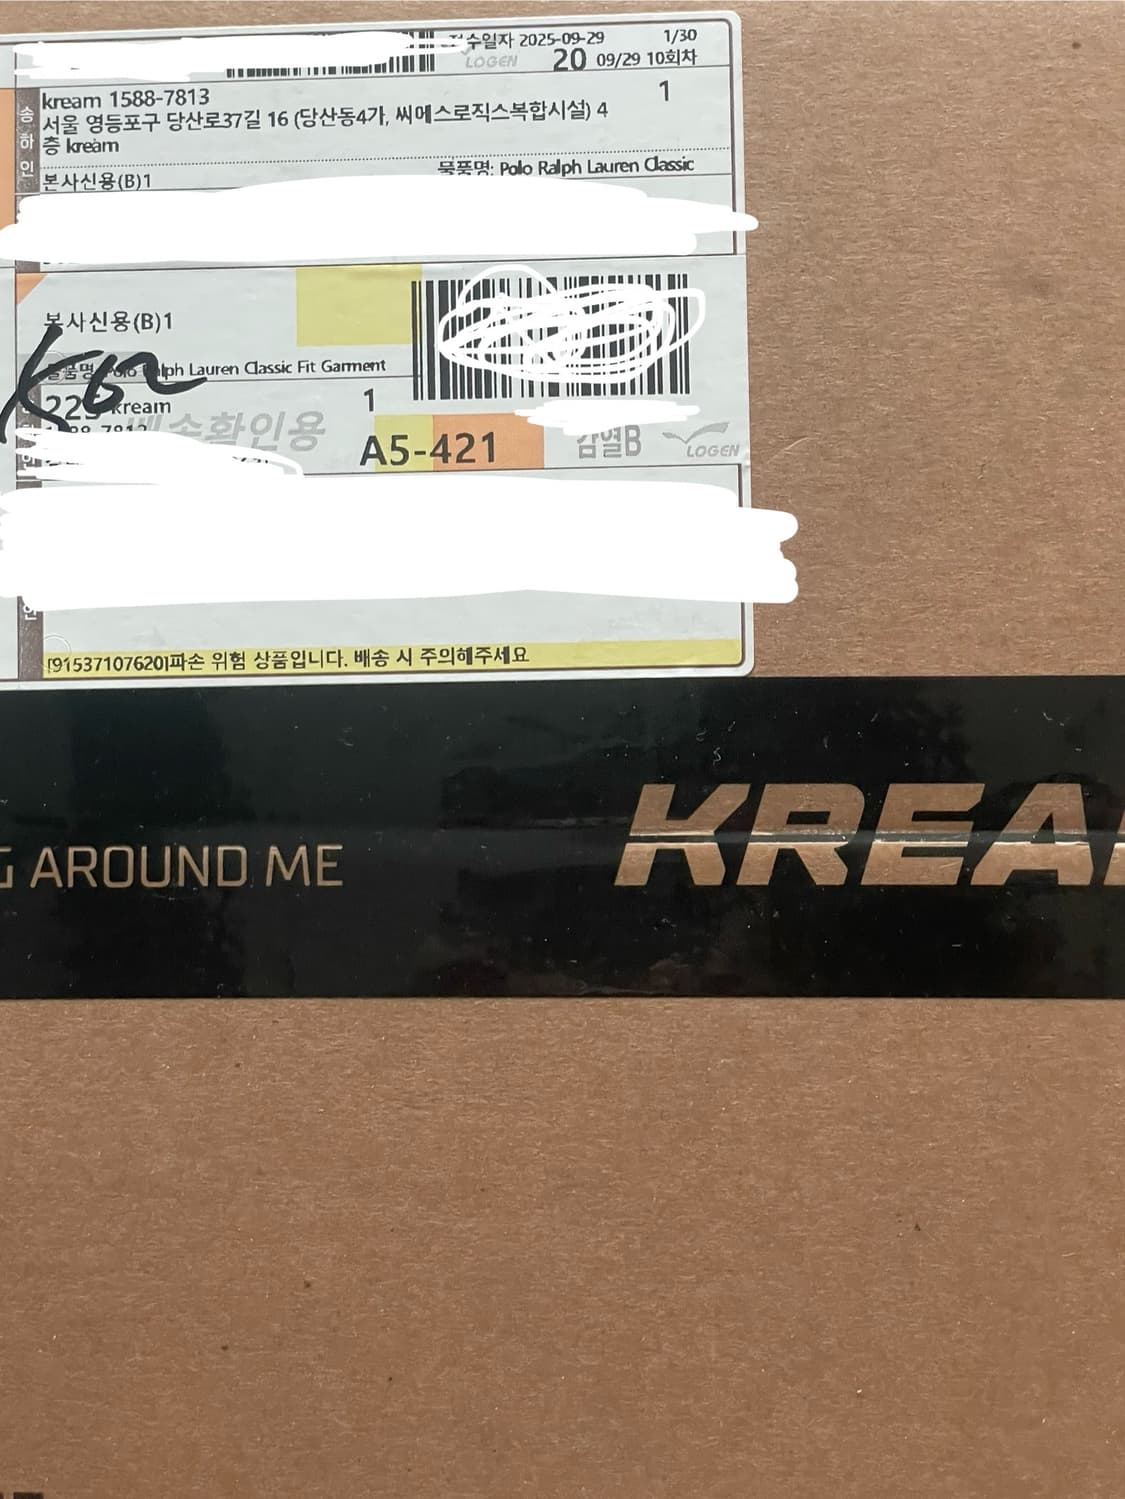 수일자 2025-09-29 1/30
LOGEN 20 09/29 10회차
송하인
kream 1588-7813 1
서울 영등포구 당산로37길 16 (당산동4가, 씨에스로직스복합시설) 4
층 kream
물품명: Polo Ralph Lauren Classic
본사신용(B)1
본사신용(B)1
Lauren Classic Fit Garment
kream 1
배송확인용
A5-421 감열B LOGEN
[91537107620]파손 위험 상품입니다. 배송 시 주의해주세요
AROUND ME KREA